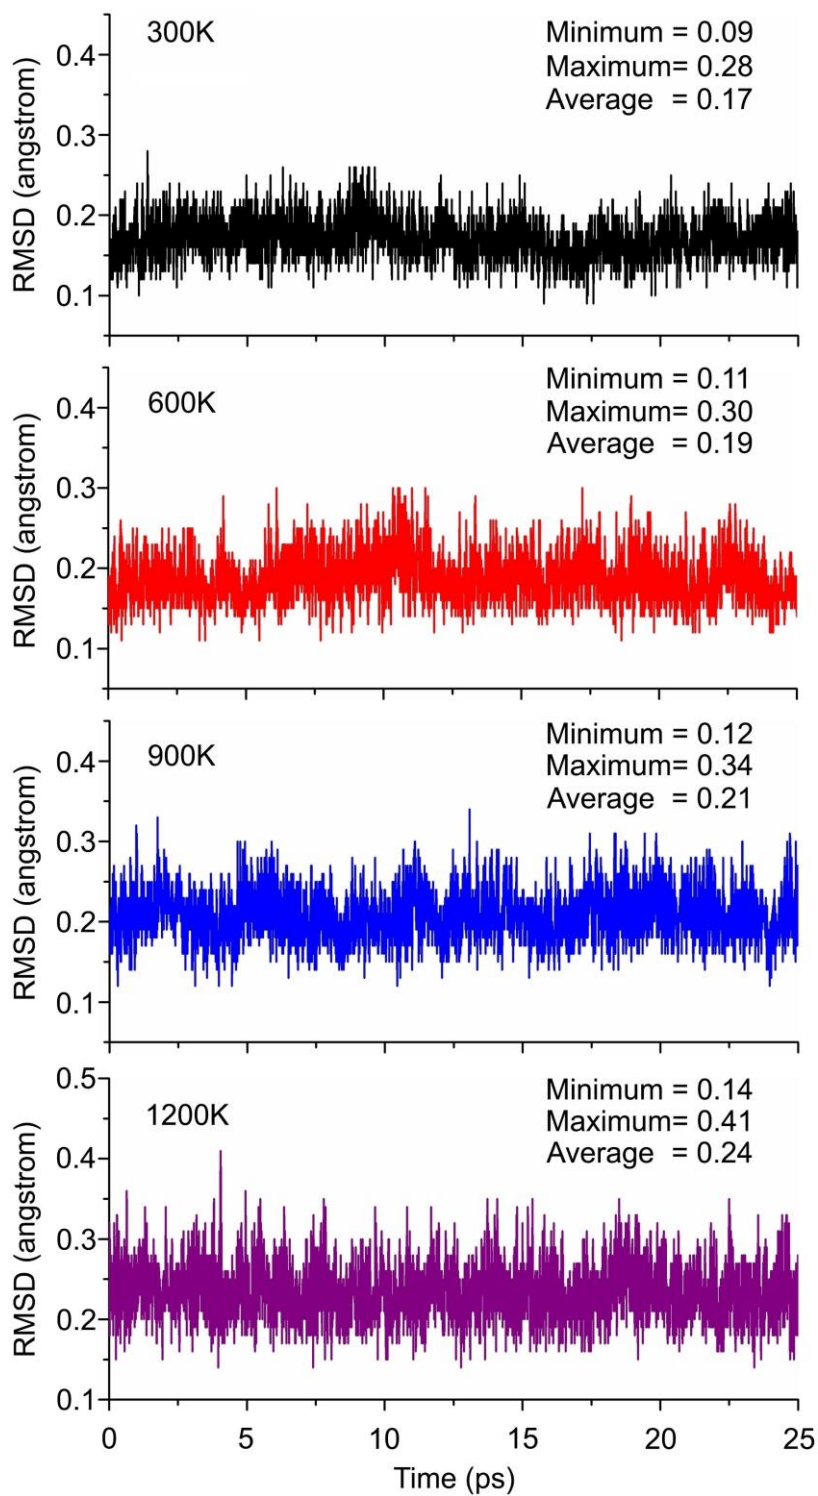 300K
Minimum = 0.09
Maximum= 0.28
Average = 0.17
0.4
0.3
0.2
0.1
RMSD (angstrom)
600K
Minimum = 0.11
Maximum= 0.30
Average = 0.19
0.4
0.3
0.2
0.1
RMSD (angstrom)
900K
Minimum = 0.12
Maximum= 0.34
Average = 0.21
0.4
0.3
0.2
0.1
RMSD (angstrom)
1200K
Minimum = 0.14
Maximum= 0.41
Average = 0.24
0.5
0.4
0.3
0.2
0.1
RMSD (angstrom)
0 5 10 15 20 25
Time (ps)